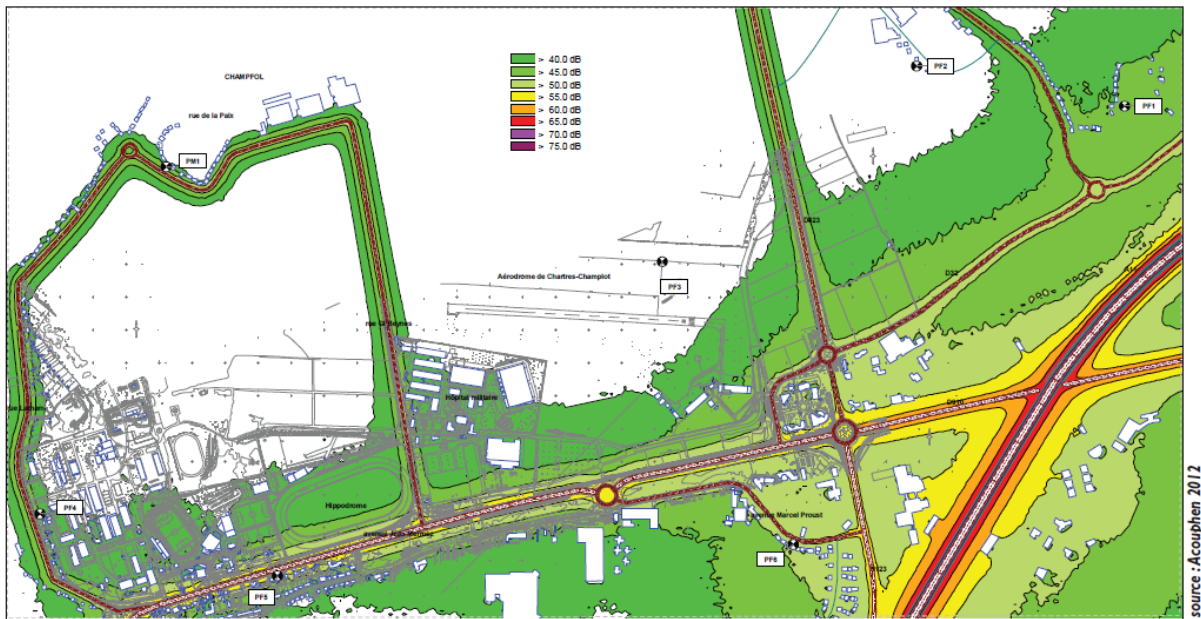 CHAMPFOL
rue de la Paix
PM1
> 40.0 dB
> 45.0 dB
> 50.0 dB
> 55.0 dB
> 60.0 dB
> 65.0 dB
> 70.0 dB
> 75.0 dB
PF2
PF1
D823
Aérodrome de Chartres-Champlot
PF3
D32
Hôpital militaire
PF4
Hippodrome
PF5
avenue Marcel Proust
PF6
source : Acouphen 2012